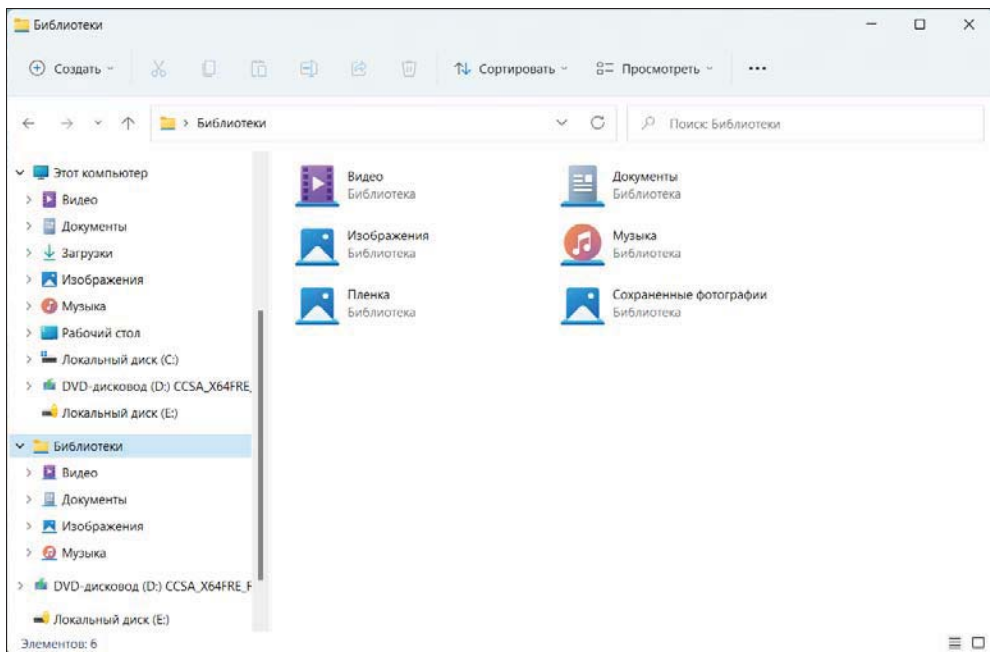 Библиотеки
Создать
Сортировать
Просмотреть
Библиотеки
Поиск: Библиотеки
Этот компьютер
Видео
Документы
Загрузки
Изображения
Музыка
Рабочий стол
Локальный диск (C:)
DVD-дисковод (D:) CCSA_X64FRE_
Локальный диск (E:)
Библиотеки
Видео
Документы
Изображения
Музыка
DVD-дисковод (D:) CCSA_X64FRE_F
Локальный диск (E:)
Видео
Библиотека
Документы
Библиотека
Изображения
Библиотека
Музыка
Библиотека
Пленка
Библиотека
Сохраненные фотографии
Библиотека
Элементов: 6